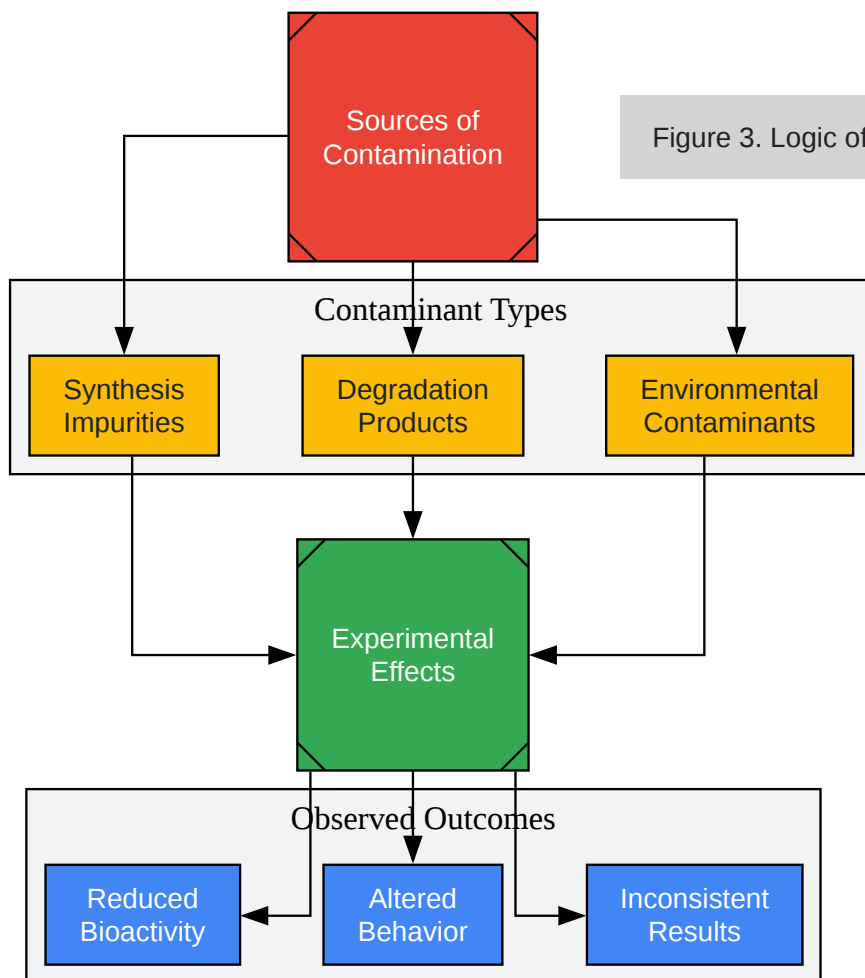 Sources of
Contamination
Figure 3. Logic of
Contaminant Types
Synthesis
Impurities
Degradation
Products
Environmental
Contaminants
Experimental
Effects
Observed Outcomes
Reduced
Bioactivity
Altered
Behavior
Inconsistent
Results